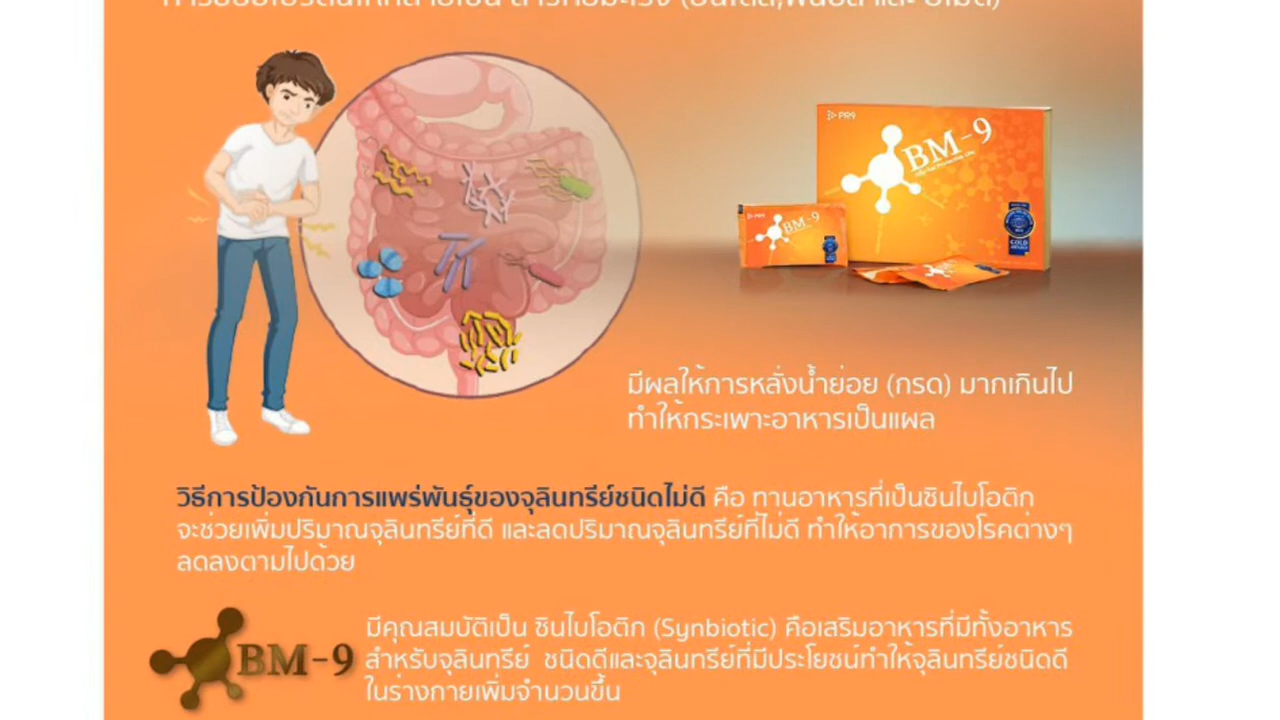 ▷ PR9
BM-9
GOLD
▷ PR9
BM-9
มีผลให้การหลั่งน้ำย่อย (กรด) มากเกินไป
ทำให้กระเพาะอาหารเป็นแผล
วิธีการป้องกันการแพร่พันธุ์ของจุลินทรีย์ชนิดไม่ดี คือ ทานอาหารที่เป็นซินไบโอติก
จะช่วยเพิ่มปริมาณจุลินทรีย์ที่ดี และลดปริมาณจุลินทรีย์ที่ไม่ดี ทำให้อาการของโรคต่างๆ
ลดลงตามไปด้วย
BM-9
มีคุณสมบัติเป็น ซินไบโอติก (Synbiotic) คือเสริมอาหารที่มีทั้งอาหาร
สำหรับจุลินทรีย์ ชนิดดีและจุลินทรีย์ที่มีประโยชน์ทำให้จุลินทรีย์ชนิดดี
ในร่างกายเพิ่มจำนวนขึ้น